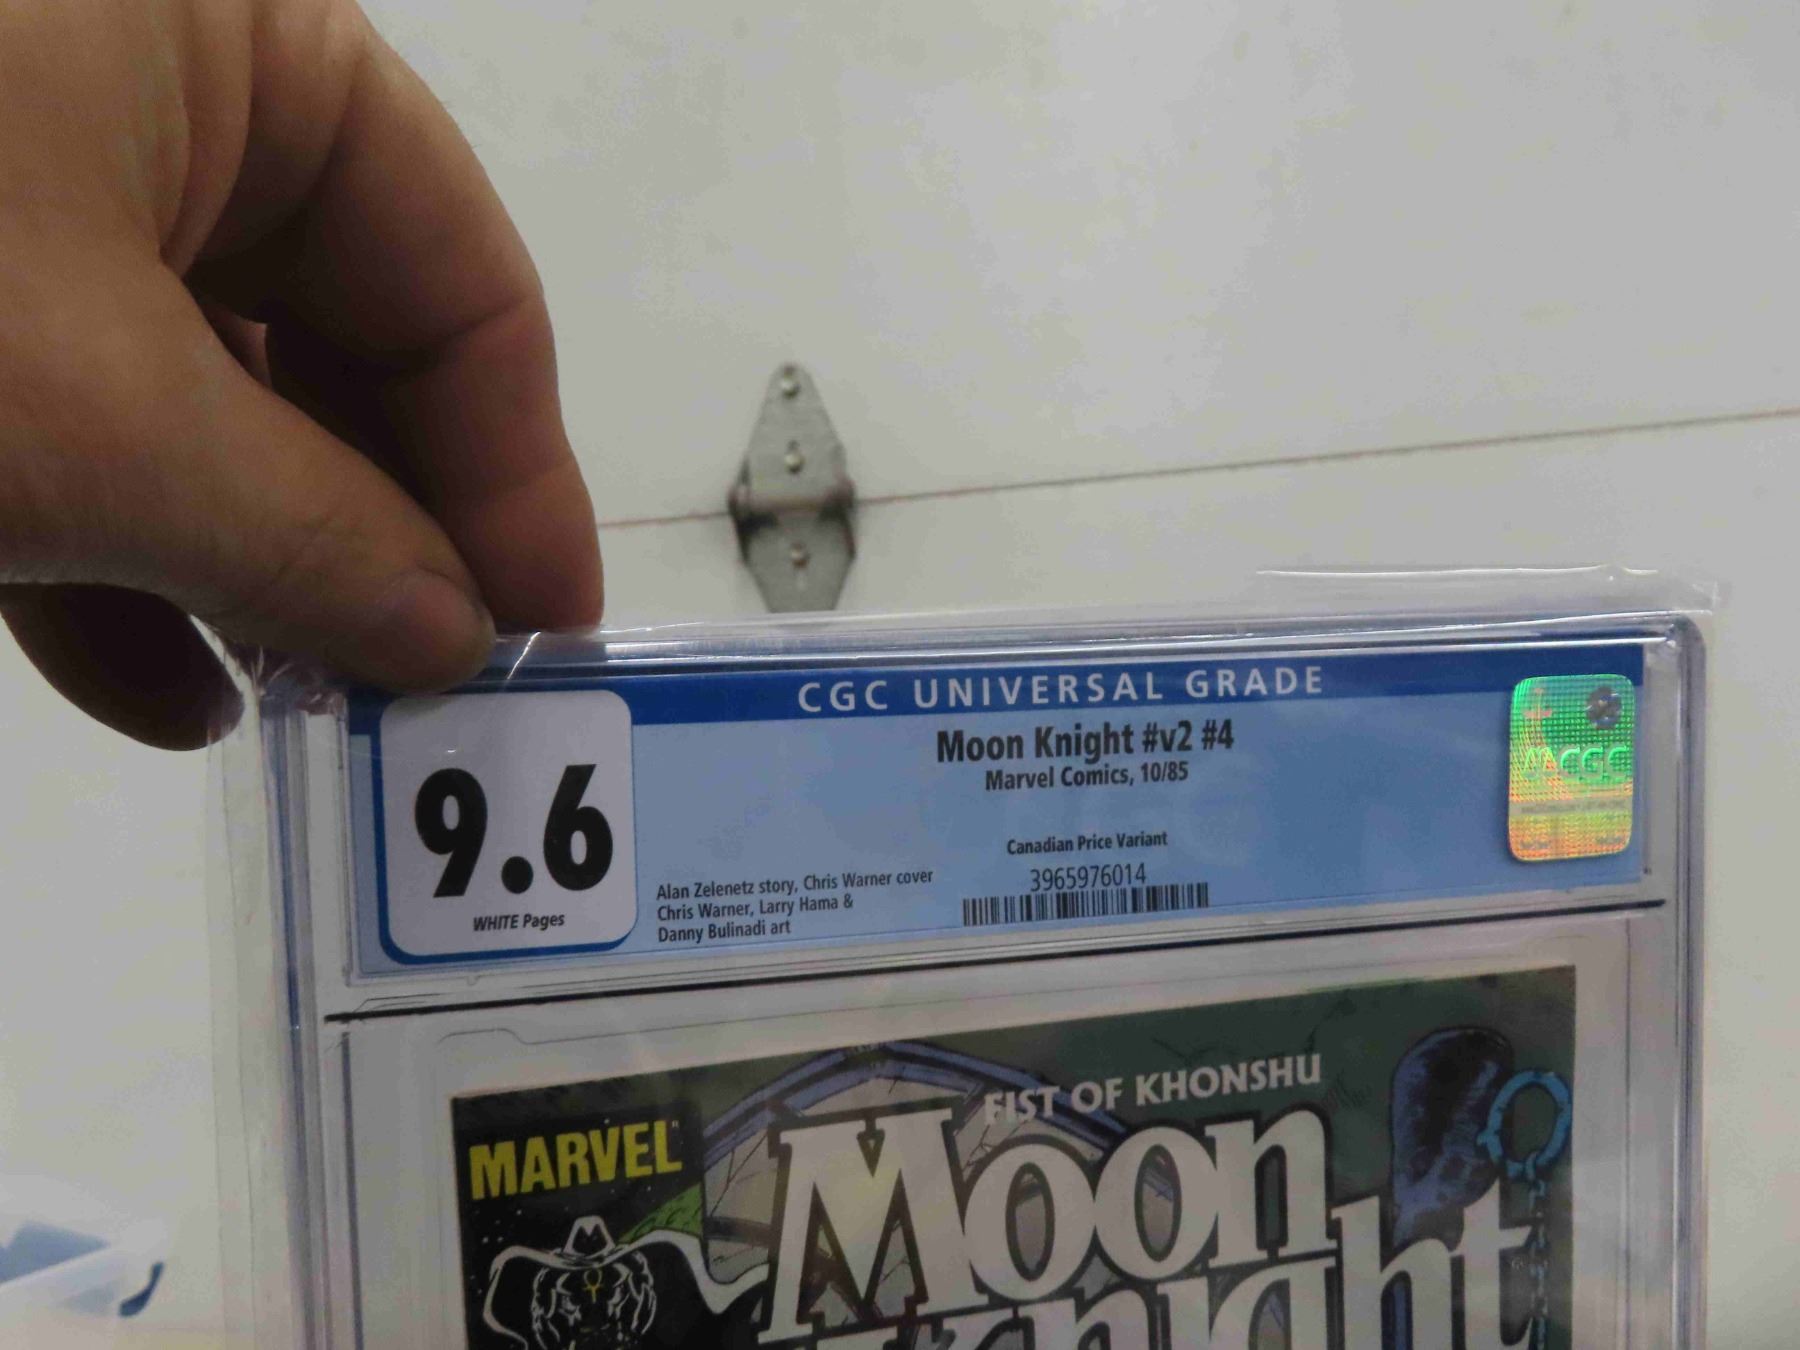 CGC UNIVERSAL GRADE
9.6
WHITE Pages
Moon Knight #v2 #4
Marvel Comics, 10/85
Canadian Price Variant
3965976014
Alan Zelenetz story, Chris Warner cover
Chris Warner, Larry Hama &
Danny Bulinadi art
CGC
MARVEL
FIST OF KHONSHU
Moon
Knight